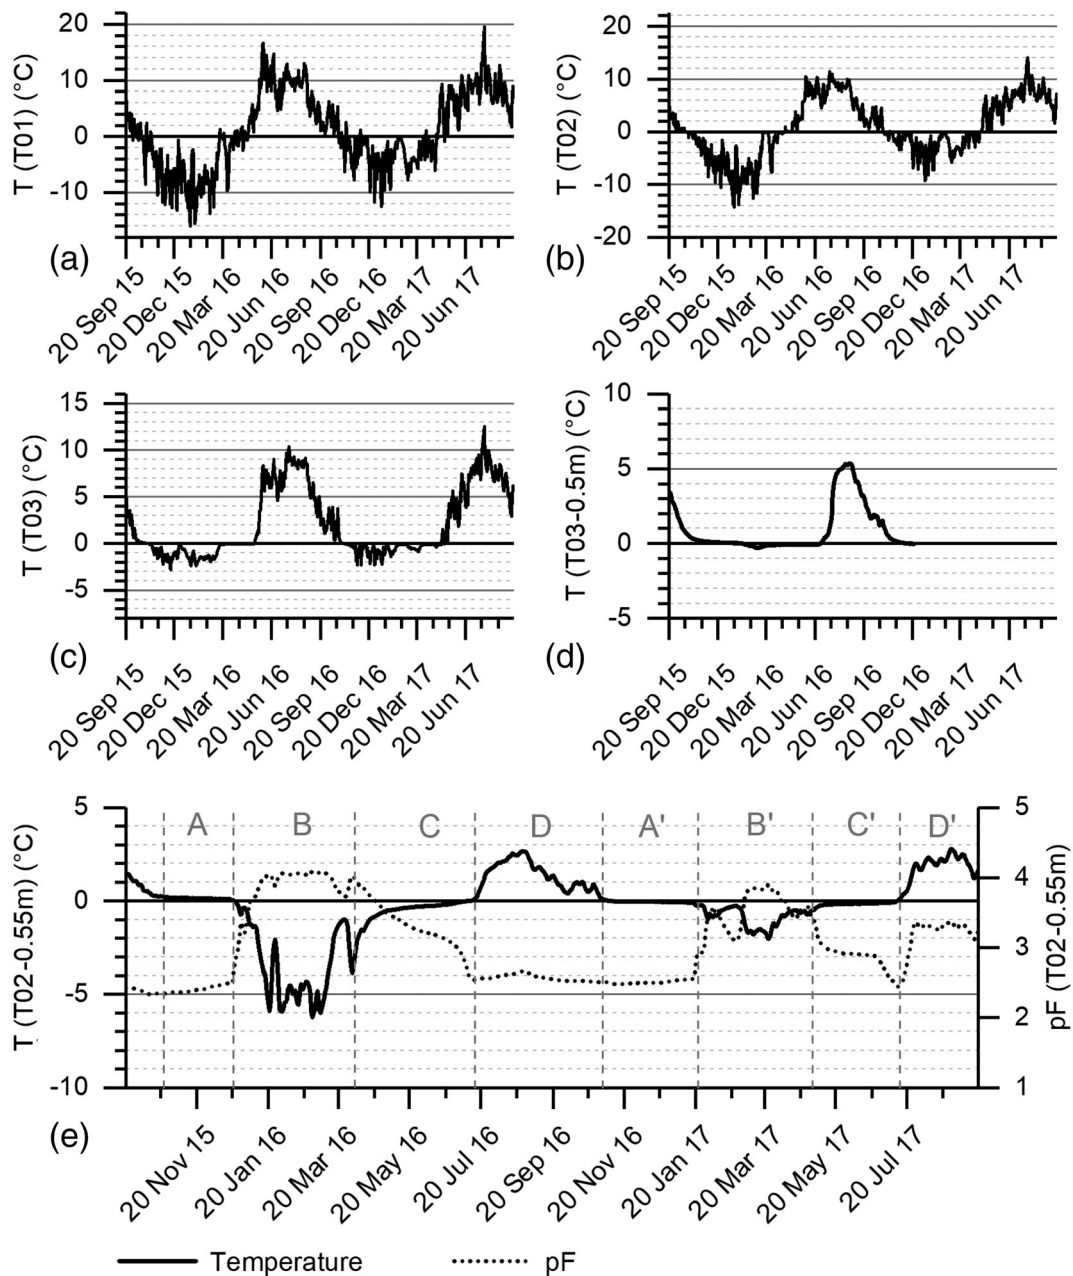 T (T01) (°C)
20
10
0
-10
(a)
20 Sep 15
20 Dec 15
20 Mar 16
20 Jun 16
20 Sep 16
20 Dec 16
20 Mar 17
20 Jun 17
T (T02) (°C)
20
10
0
-10
-20
(b)
20 Sep 15
20 Dec 15
20 Mar 16
20 Jun 16
20 Sep 16
20 Dec 16
20 Mar 17
20 Jun 17
T (T03) (°C)
15
10
5
0
-5
(c)
20 Sep 15
20 Dec 15
20 Mar 16
20 Jun 16
20 Sep 16
20 Dec 16
20 Mar 17
20 Jun 17
T (T03-0.5m) (°C)
10
5
0
-5
(d)
20 Sep 15
20 Dec 15
20 Mar 16
20 Jun 16
20 Sep 16
20 Dec 16
20 Mar 17
20 Jun 17
T (T02-0.55m) (°C)
5
0
-5
-10
A
B
C
D
A'
B'
C'
D'
5
4
3
2
1
pF (T02-0.55m)
(e)
20 Nov 15
20 Jan 16
20 Mar 16
20 May 16
20 Jul 16
20 Sep 16
20 Nov 16
20 Jan 17
20 Mar 17
20 May 17
20 Jul 17
Temperature
pF